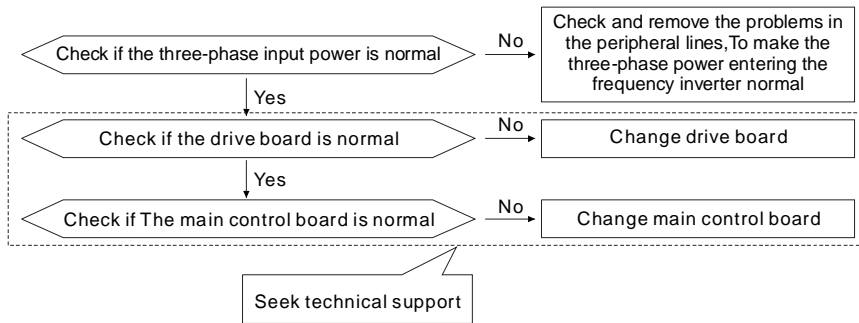 Check if the three-phase input power is normal
No
Check and remove the problems in
the peripheral lines,To make the
three-phase power entering the
frequency inverter normal
Yes
Check if the drive board is normal
No
Change drive board
Yes
Check if The main control board is normal
No
Change main control board
Seek technical support